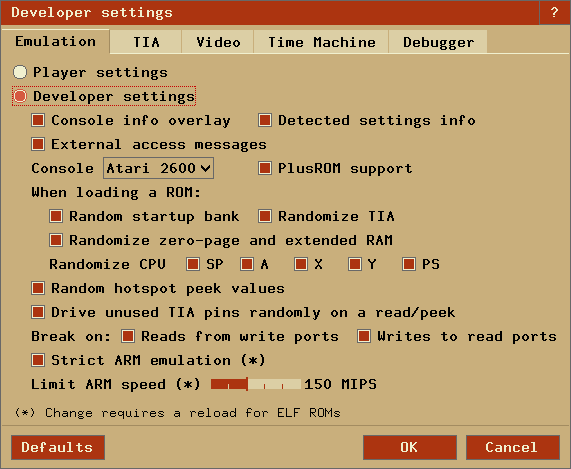 Developer settings ?
Emulation TIA Video Time Machine Debugger
Player settings
Developer settings
Console info overlay Detected settings info
External access messages
Console Atari 2600 PlusROM support
When loading a ROM:
Random startup bank Randomize TIA
Randomize zero-page and extended RAM
Randomize CPU SP A X Y PS
Random hotspot peek values
Drive unused TIA pins randomly on a read/peek
Break on: Reads from write ports Writes to read ports
Strict ARM emulation (*)
Limit ARM speed (*) 150 MIPS
(*) Change requires a reload for ELF ROMs
Defaults OK Cancel